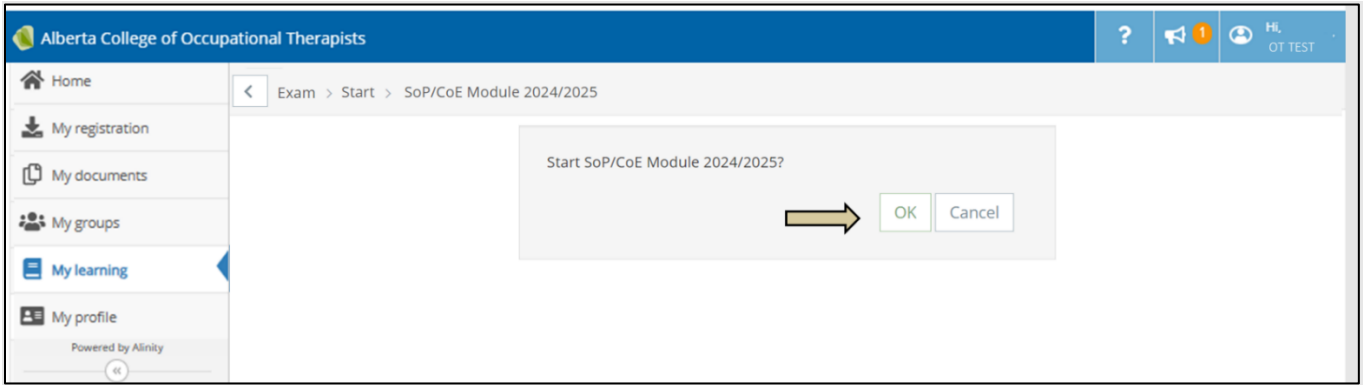 Alberta College of Occupational Therapists
?
1
Hi,
OT TEST
Home
My registration
My documents
My groups
My learning
My profile
Powered by Alinity
«
< Exam > Start > SoP/CoE Module 2024/2025
Start SoP/CoE Module 2024/2025?
OK Cancel